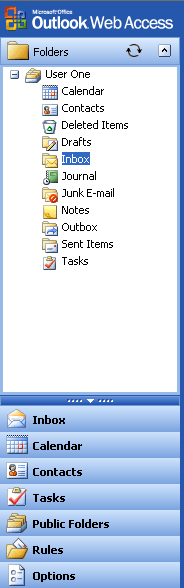 Microsoft Office
Outlook Web Access
Folders
User One
Calendar
Contacts
Deleted Items
Drafts
Inbox
Journal
Junk E-mail
Notes
Outbox
Sent Items
Tasks
Inbox
Calendar
Contacts
Tasks
Public Folders
Rules
Options